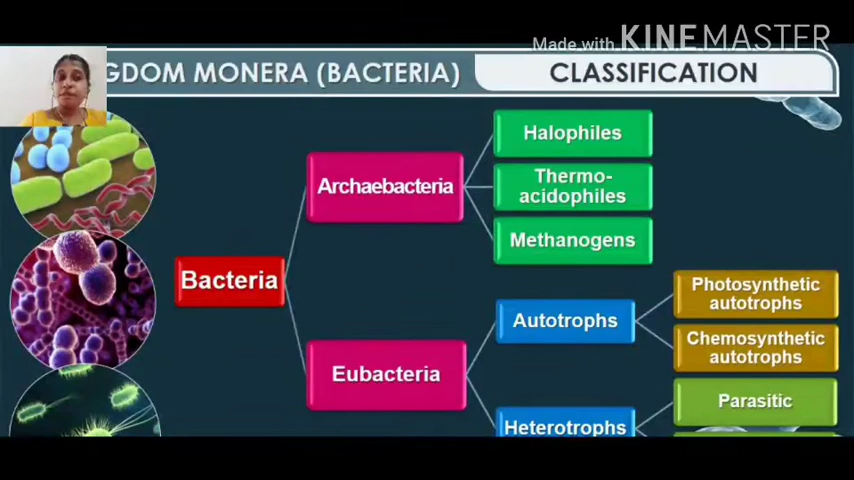 Made with KINEMASTER
GDOM MONERA (BACTERIA)
CLASSIFICATION
Halophiles
Archaebacteria
Thermo-
acidophiles
Methanogens
Bacteria
Photosynthetic
autotrophs
Autotrophs
Chemosynthetic
autotrophs
Eubacteria
Parasitic
Heterotrophs